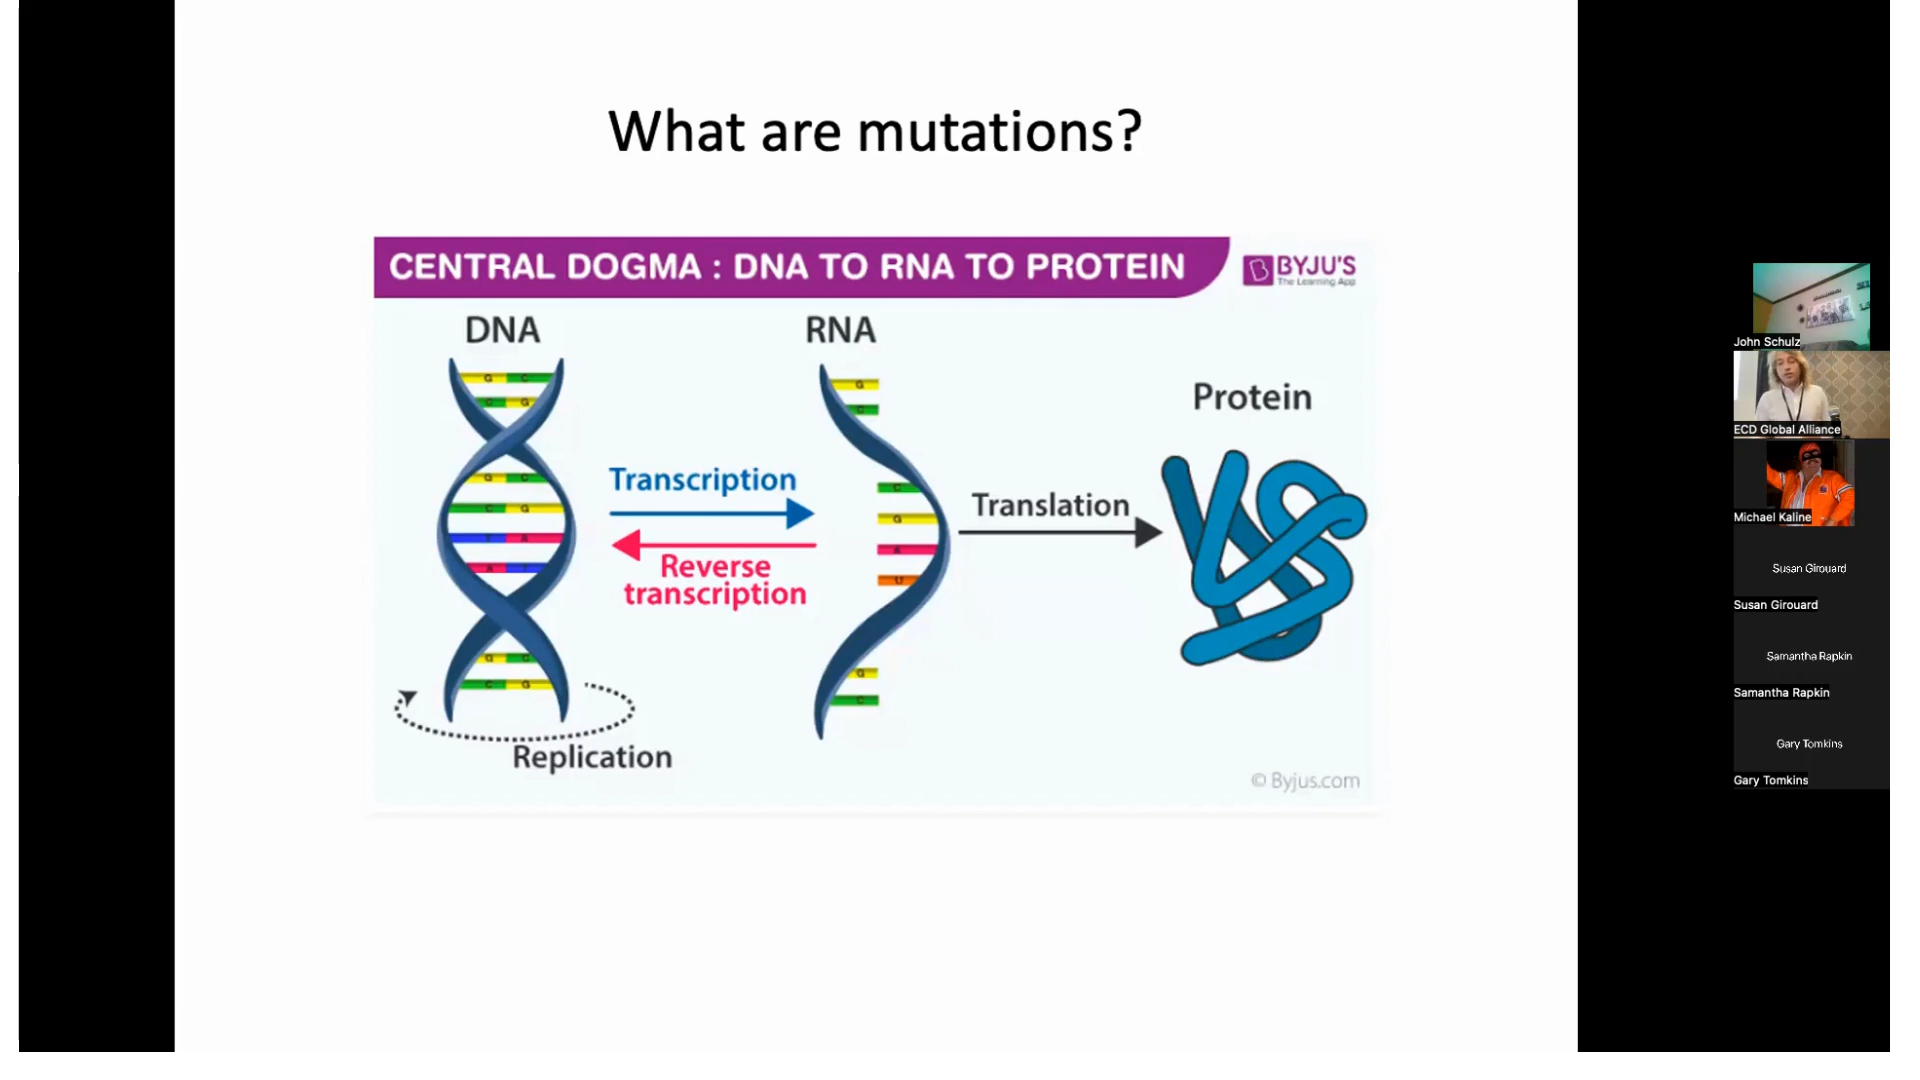 What are mutations?
CENTRAL DOGMA : DNA TO RNA TO PROTEIN
BYJU'S
The Learning App
DNA
RNA
Protein
G C
C G
G C
C G
T A
A T
G C
C G
G
C
C
G
A
U
G
C
Transcription
Reverse
transcription
Translation
Replication
© Byjus.com
John Schulz
ECD Global Alliance
Michael Kaline
Susan Girouard
Susan Girouard
Samantha Rapkin
Samantha Rapkin
Gary Tomkins
Gary Tomkins